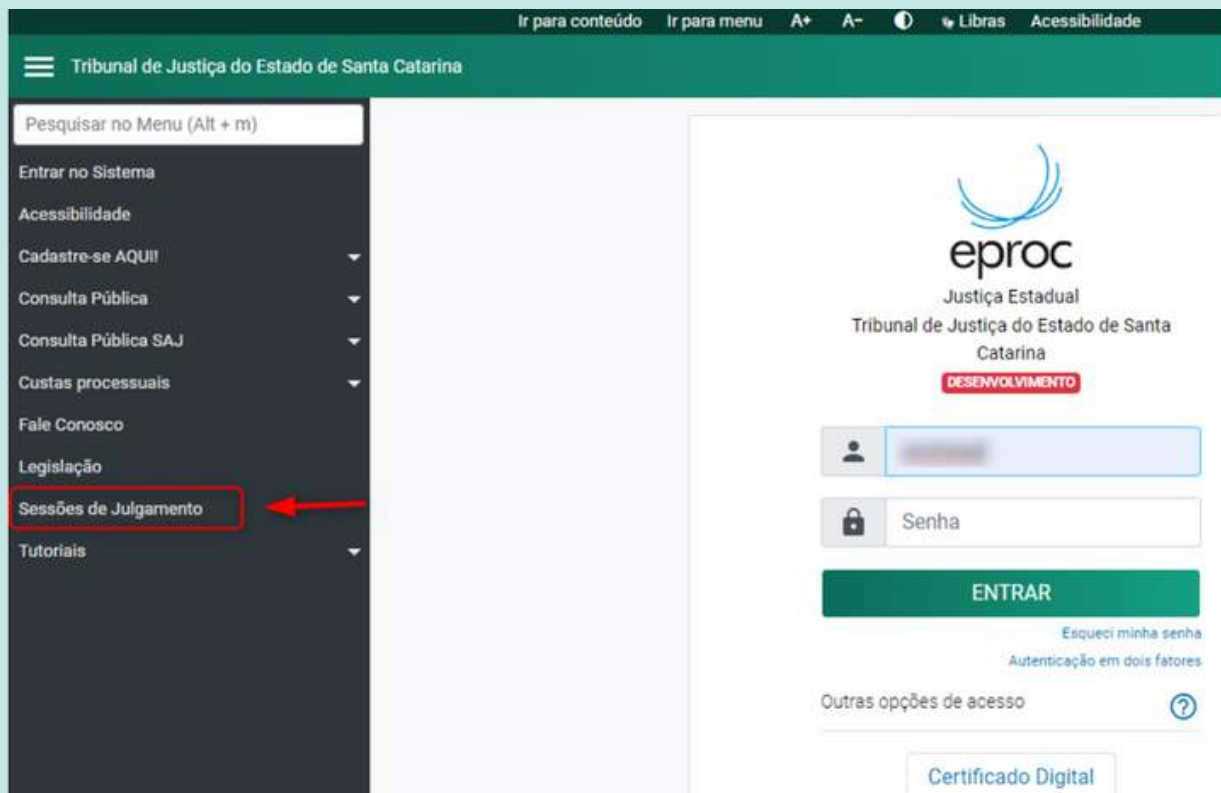 Ir para conteúdo Ir para menu A+ A- Libras Acessibilidade
Tribunal de Justiça do Estado de Santa Catarina
Pesquisar no Menu (Alt + m)
Entrar no Sistema
Acessibilidade
Cadastre-se AQUI!
Consulta Pública
Consulta Pública SAJ
Custas processuais
Fale Conosco
Legislação
Sessões de Julgamento
Tutoriais
eproc
Justiça Estadual
Tribunal de Justiça do Estado de Santa
Catarina
DESENVOLVIMENTO
Senha
ENTRAR
Esqueci minha senha
Autenticação em dois fatores
Outras opções de acesso ?
Certificado Digital